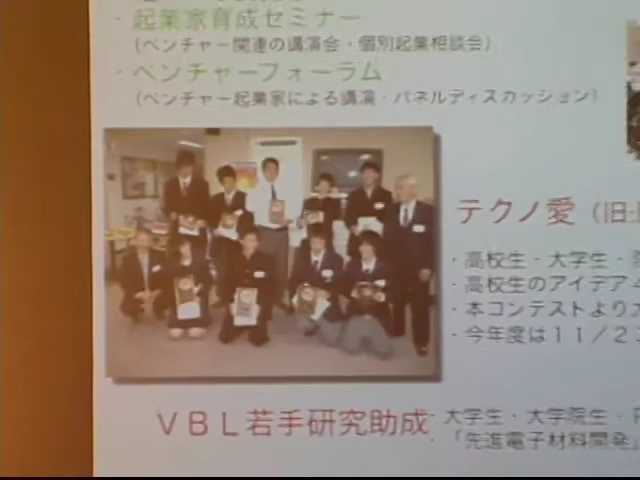 ・起業家育成セミナー
（ベンチャー関連の講演会・個別起業相談会）
・ベンチャーフォーラム
（ベンチャー起業家による講演・パネルディスカッション）
テクノ愛（旧:
・高校生・大学生・
・高校生のアイデア
・本コンテストより
・今年度は１１／２
ＶＢＬ若手研究助成
・大学生・大学院生・
・「先進電子材料開発」